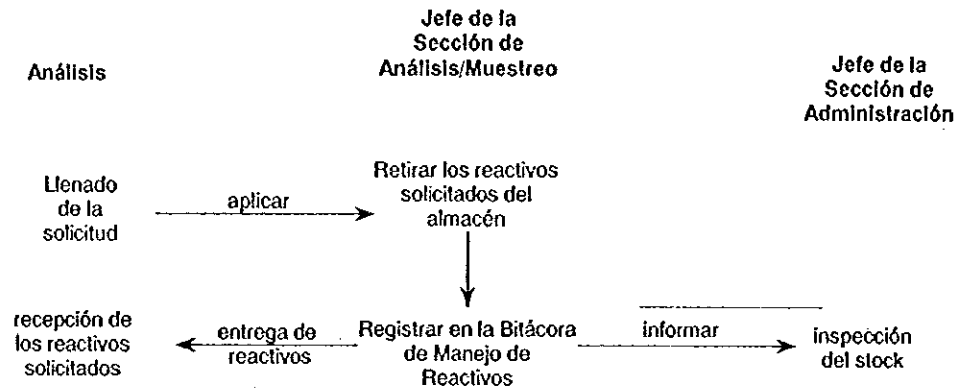 Análisis
Jefe de la
Sección de
Análisis/Muestreo
Jefe de la
Sección de
Administración
Llenado
de la
solicitud
aplicar
Retirar los reactivos
solicitados del
almacén
recepción de
los reactivos
solicitados
entrega de
reactivos
Registrar en la Bitácora
de Manejo de
Reactivos
informar
inspección
del stock